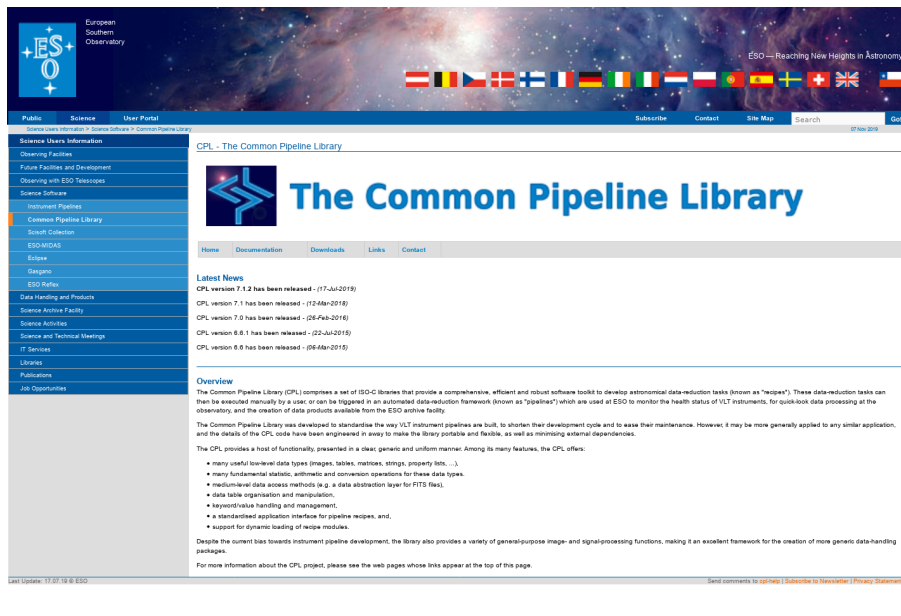 European
Southern
Observatory
ESO
ESO — Reaching New Heights in Astronomy
Public Science User Portal Subscribe Contact Site Map Search Go!
Science Users Information > Science Software > Common Pipeline Library 07 Nov 2019
Science Users Information
Observing Facilities
Future Facilities and Development
Observing with ESO Telescopes
Science Software
Instrument Pipelines
Common Pipeline Library
Scisoft Collection
ESO-MIDAS
Eclipse
Gasgano
ESO Reflex
Data Handling and Products
Science Archive Facility
Science Activities
Science and Technical Meetings
IT Services
Libraries
Publications
Job Opportunities
CPL - The Common Pipeline Library
The Common Pipeline Library
Home Documentation Downloads Links Contact
Latest News
CPL version 7.1.2 has been released - (17-Jul-2019)
CPL version 7.1 has been released - (12-Mar-2018)
CPL version 7.0 has been released - (26-Feb-2016)
CPL version 6.6.1 has been released - (22-Jul-2015)
CPL version 6.6 has been released - (06-Mar-2015)
Overview
The Common Pipeline Library (CPL) comprises a set of ISO-C libraries that provide a comprehensive, efficient and robust software toolkit to develop astronomical data-reduction tasks (known as "recipes"). These data-reduction tasks can
then be executed manually by a user, or can be triggered in an automated data-reduction framework (known as "pipelines") which are used at ESO to monitor the health status of VLT instruments, for quick-look data processing at the
observatory, and the creation of data products available from the ESO archive facility.
The Common Pipeline Library was developed to standardise the way VLT instrument pipelines are built, to shorten their development cycle and to ease their maintenance. However, it may be more generally applied to any similar application,
and the details of the CPL code have been engineered in away to make the library portable and flexible, as well as minimising external dependencies.
The CPL provides a host of functionality, presented in a clear, generic and uniform manner. Among its many features, the CPL offers:
• many useful low-level data types (images, tables, matrices, strings, property lists, ...),
• many fundamental statistic, arithmetic and conversion operations for these data types.
• medium-level data access methods (e.g. a data abstraction layer for FITS files),
• data table organisation and manipulation,
• keyword/value handling and management,
• a standardised application interface for pipeline recipes, and,
• support for dynamic loading of recipe modules.
Despite the current bias towards instrument pipeline development, the library also provides a variety of general-purpose image- and signal-processing functions, making it an excellent framework for the creation of more generic data-handling
packages.
For more information about the CPL project, please see the web pages whose links appear at the top of this page.
Last Update: 17.07.19 © ESO Send comments to cpl-help | Subscribe to Newsletter | Privacy Statement